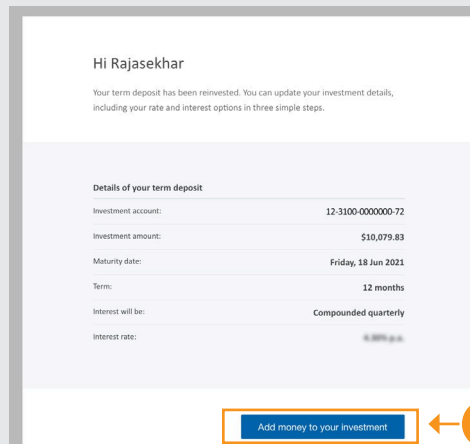 Hi Rajasekhar
Your term deposit has been reinvested. You can update your investment details,
including your rate and interest options in three simple steps.
Details of your term deposit
Investment account: 12-3100-0000000-72
Investment amount: $10,079.83
Maturity date: Friday, 18 Jun 2021
Term: 12 months
Interest will be: Compounded quarterly
Interest rate:
Add money to your investment